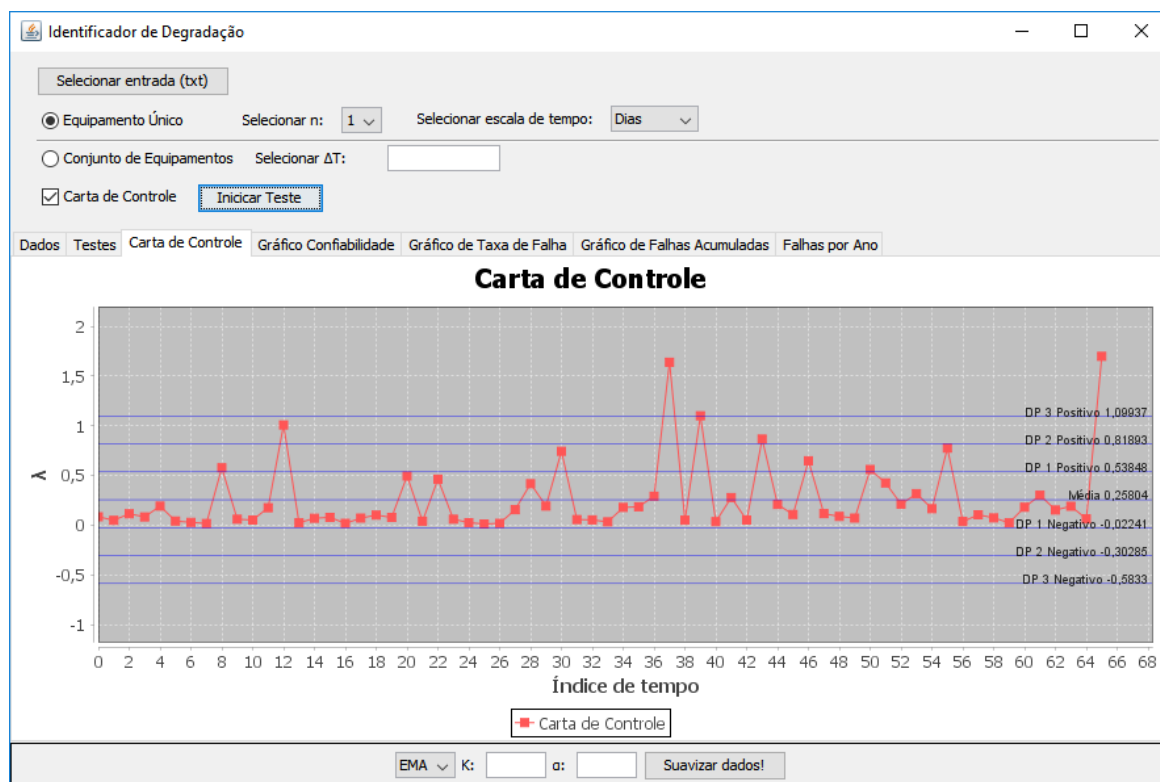 Identificador de Degradação
Selecionar entrada (txt)
Equipamento Único Selecionar n: 1 Selecionar escala de tempo: Dias
Conjunto de Equipamentos Selecionar ΔT:
Carta de Controle Inicicar Teste
Dados Testes Carta de Controle Gráfico Confiabilidade Gráfico de Taxa de Falha Gráfico de Falhas Acumuladas Falhas por Ano
Carta de Controle
2
1,5
DP 3 Positivo 1,09937
1
DP 2 Positivo 0,81893
0,5
DP 1 Positivo 0,53848
λ
Média 0,25804
0
DP 1 Negativo -0,02241
DP 2 Negativo -0,30285
-0,5
DP 3 Negativo -0,5833
-1
0 2 4 6 8 10 12 14 16 18 20 22 24 26 28 30 32 34 36 38 40 42 44 46 48 50 52 54 56 58 60 62 64 66 68
Índice de tempo
Carta de Controle
EMA K: α: Suavizar dados!